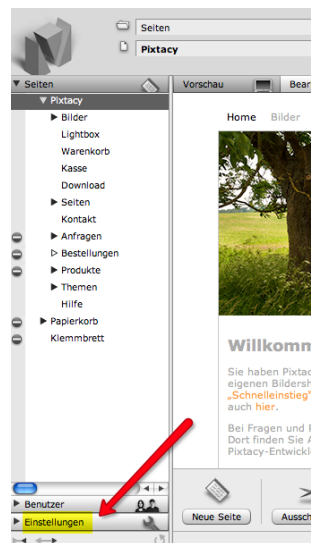 Seiten
Pixtacy
Seiten
Vorschau
Bear
Pixtacy
Bilder
Lightbox
Warenkorb
Kasse
Download
Seiten
Kontakt
Anfragen
Bestellungen
Produkte
Themen
Hilfe
Papierkorb
Klemmbrett
Home Bilder
Willkomm
Sie haben Pixtac
eigenen Bildersh
„Schnelleinstieg"
auch hier.
Bei Fragen und P
Dort finden Sie A
Pixtacy-Entwickl
Benutzer
Einstellungen
Neue Seite
Aussch